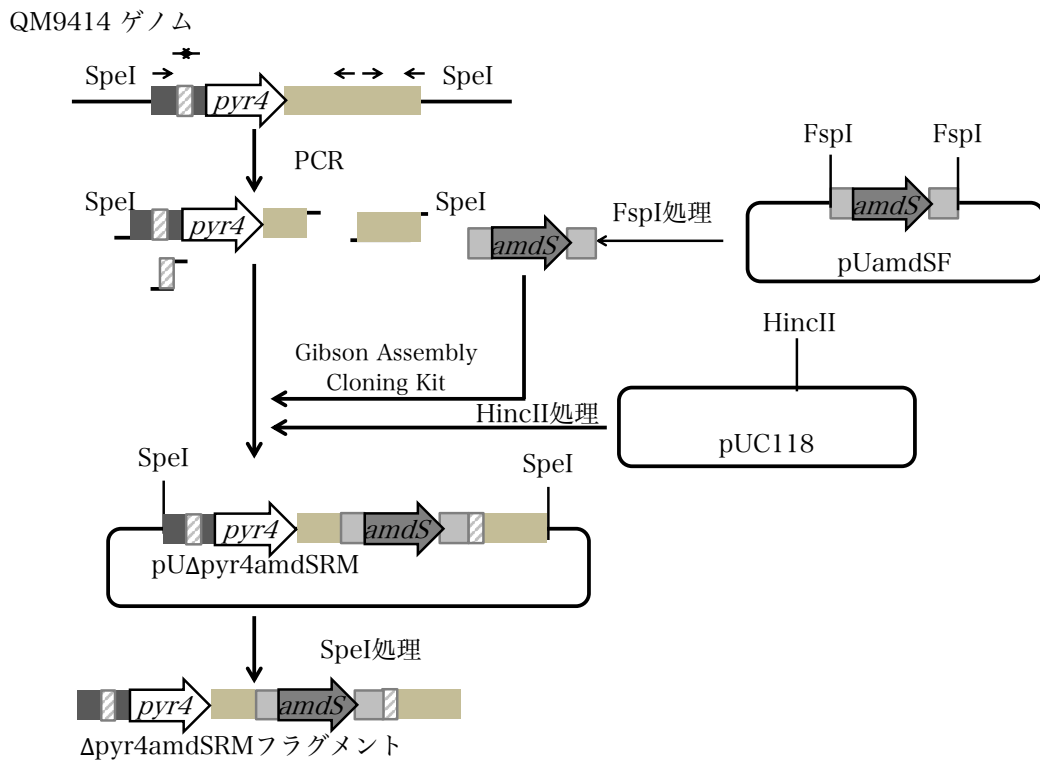 QM9414 ゲノム
SpeI
SpeI
pyr4
PCR
FspI
FspI
SpeI
SpeI
pyr4
amdS
FspI処理
amdS
pUamdSF
HincII
Gibson Assembly
Cloning Kit
HincII処理
pUC118
SpeI
SpeI
pyr4
amdS
pUΔpyr4amdSRM
SpeI処理
pyr4
amdS
Δpyr4amdSRMフラグメント